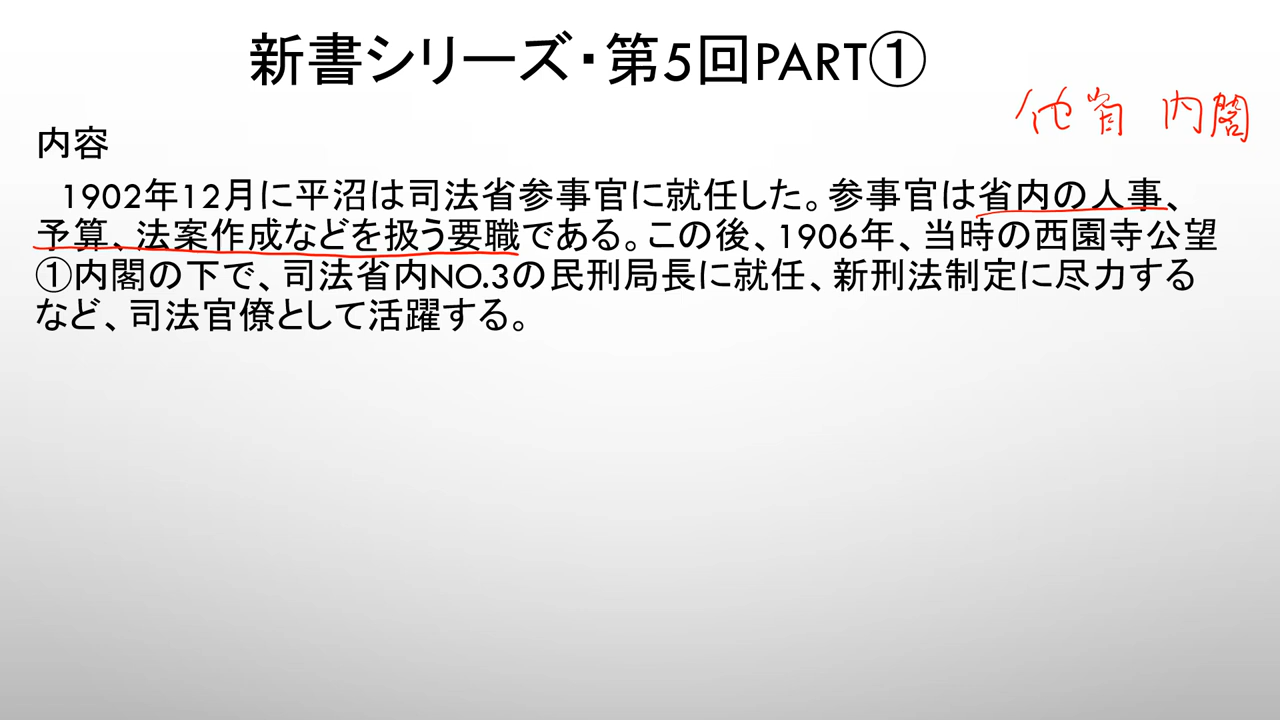 新書シリーズ・第5回PART①
他省 内閣
内容
1902年12月に平沼は司法省参事官に就任した。参事官は省内の人事、
予算、法案作成などを扱う要職である。この後、1906年、当時の西園寺公望
①内閣の下で、司法省内NO.3の民刑局長に就任、新刑法制定に尽力する
など、司法官僚として活躍する。